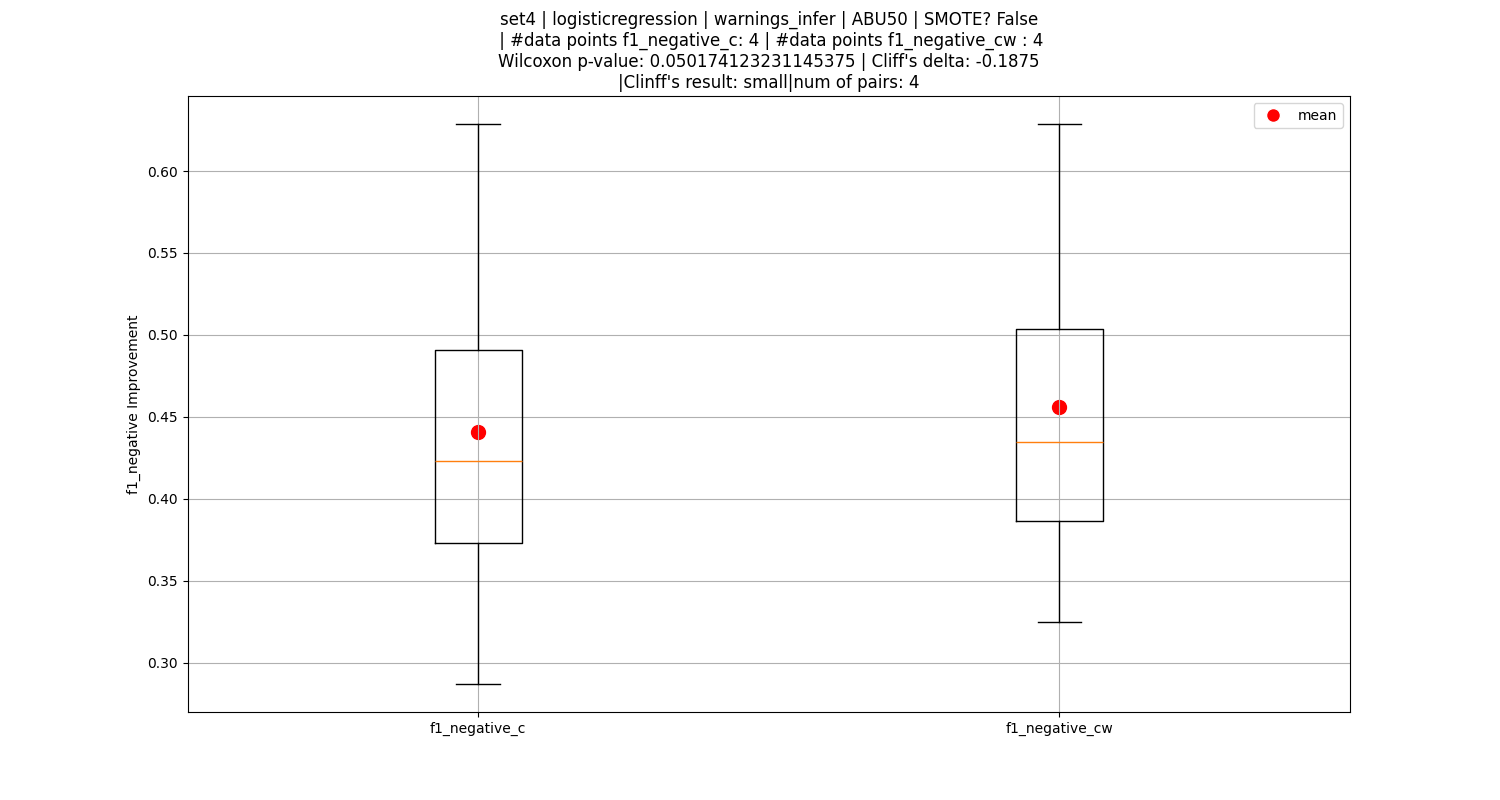 set4 | logisticregression | warnings_infer | ABU50 | SMOTE? False
| #data points f1_negative_c: 4 | #data points f1_negative_cw : 4
Wilcoxon p-value: 0.050174123231145375 | Cliff's delta: -0.1875
|Clinff's result: small|num of pairs: 4
mean
0.60
0.55
0.50
0.45
0.40
0.35
0.30
f1_negative Improvement
f1_negative_c
f1_negative_cw